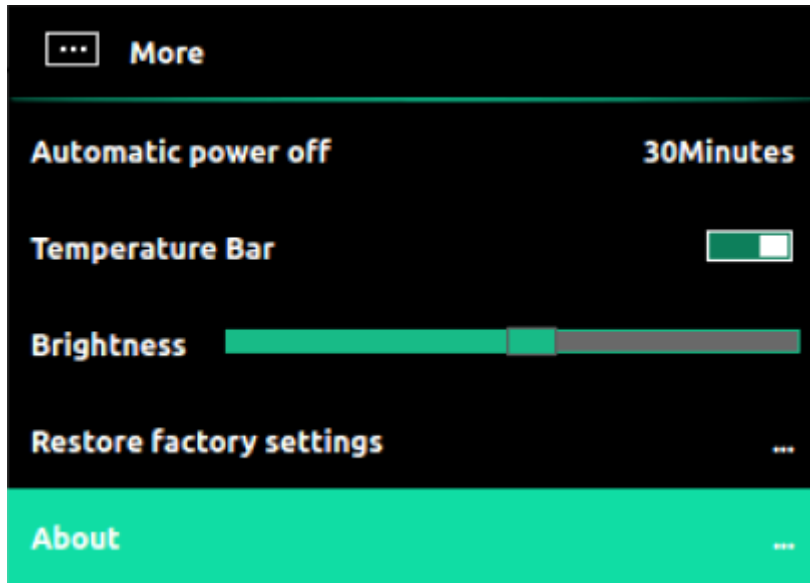 More
Automatic power off 30Minutes
Temperature Bar
Brightness
Restore factory settings ...
About ...